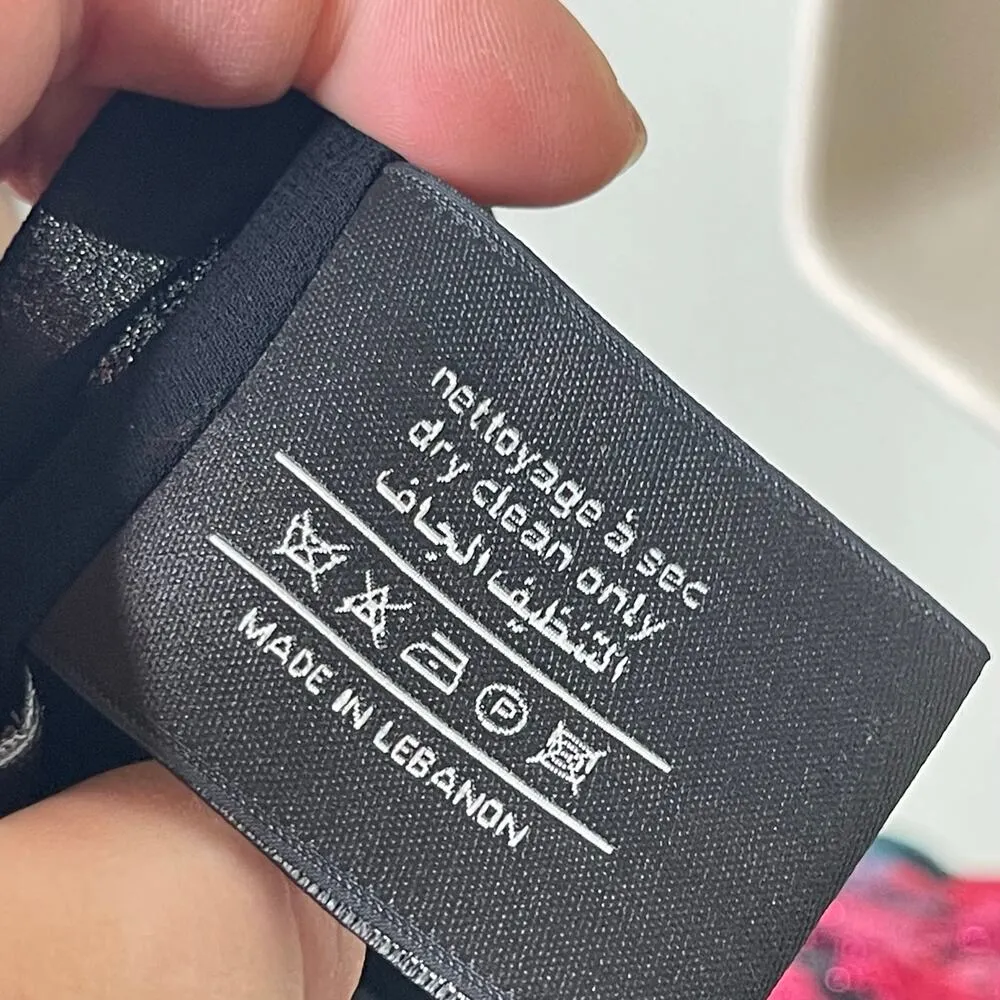 nettoyage à sec
dry clean only
التنظيف الجاف
P
MADE IN LEBANON